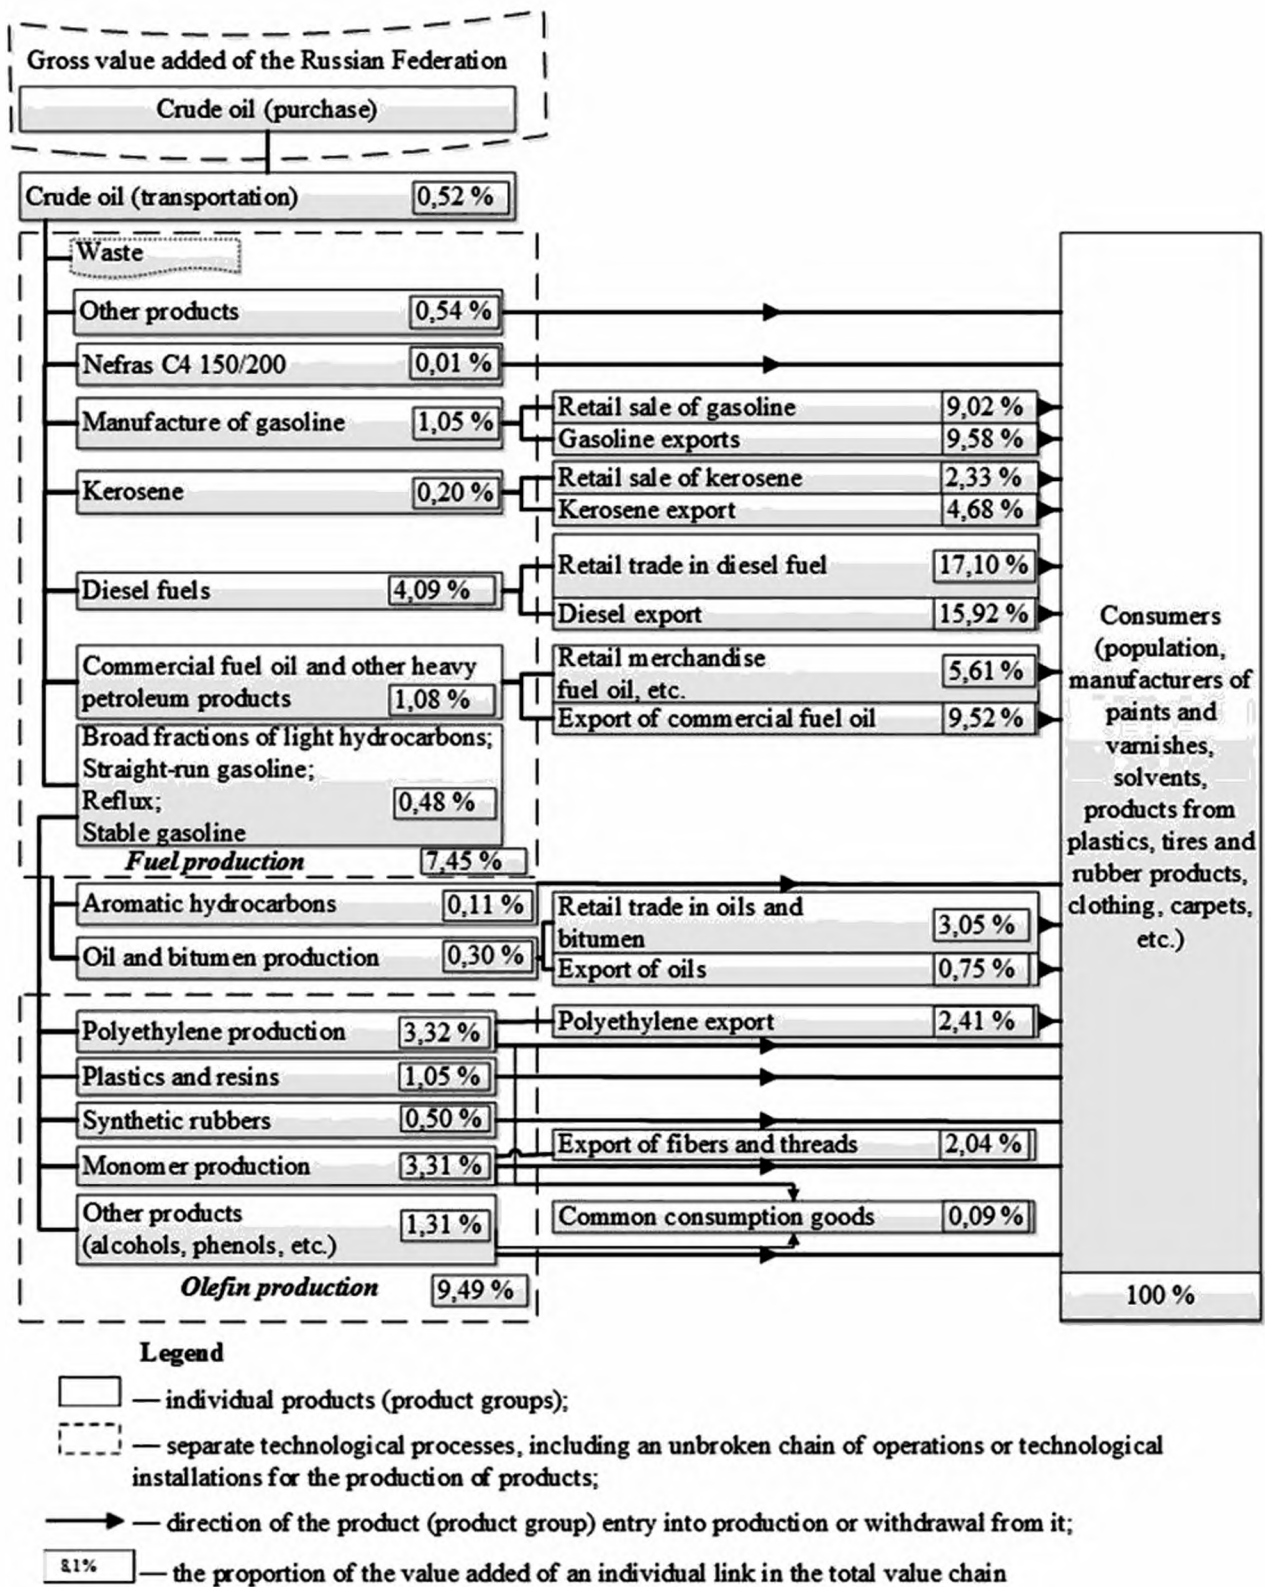 Gross value added of the Russian Federation
Crude oil (purchase)
Crude oil (transportation) 0,52 %
Waste
Other products 0,54 %
Nefras C4 150/200 0,01 %
Manufacture of gasoline 1,05 %
Retail sale of gasoline 9,02 %
Gasoline exports 9,58 %
Kerosene 0,20 %
Retail sale of kerosene 2,33 %
Kerosene export 4,68 %
Diesel fuels 4,09 %
Retail trade in diesel fuel 17,10 %
Diesel export 15,92 %
Commercial fuel oil and other heavy
petroleum products 1,08 %
Retail merchandise
fuel oil, etc. 5,61 %
Export of commercial fuel oil 9,52 %
Broad fractions of light hydrocarbons;
Straight-run gasoline;
Reflux; 0,48 %
Stable gasoline
Fuel production 7,45 %
Aromatic hydrocarbons 0,11 %
Oil and bitumen production 0,30 %
Retail trade in oils and
bitumen 3,05 %
Export of oils 0,75 %
Polyethylene production 3,32 %
Polyethylene export 2,41 %
Plastics and resins 1,05 %
Synthetic rubbers 0,50 %
Monomer production 3,31 %
Export of fibers and threads 2,04 %
Other products
(alcohols, phenols, etc.) 1,31 %
Common consumption goods 0,09 %
Olefin production 9,49 %
Consumers
(population,
manufacturers of
paints and
varnishes,
solvents,
products from
plastics, tires and
rubber products,
clothing, carpets,
etc.)
100 %
Legend
— individual products (product groups);
— separate technological processes, including an unbroken chain of operations or technological
installations for the production of products;
— direction of the product (product group) entry into production or withdrawal from it;
8,1% — the proportion of the value added of an individual link in the total value chain